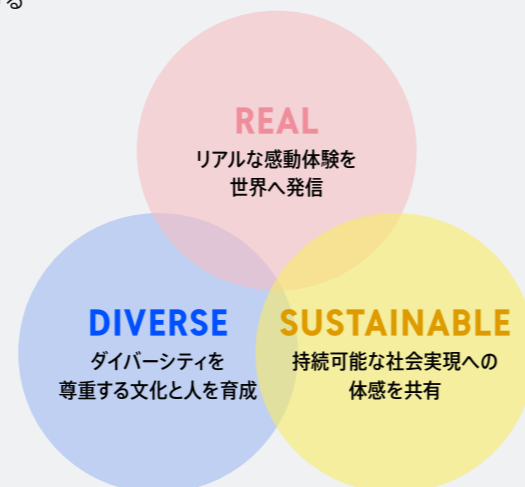 る
REAL
リアルな感動体験を
世界へ発信
DIVERSE
ダイバーシティを
尊重する文化と人を育成
SUSTAINABLE
持続可能な社会実現への
体感を共有